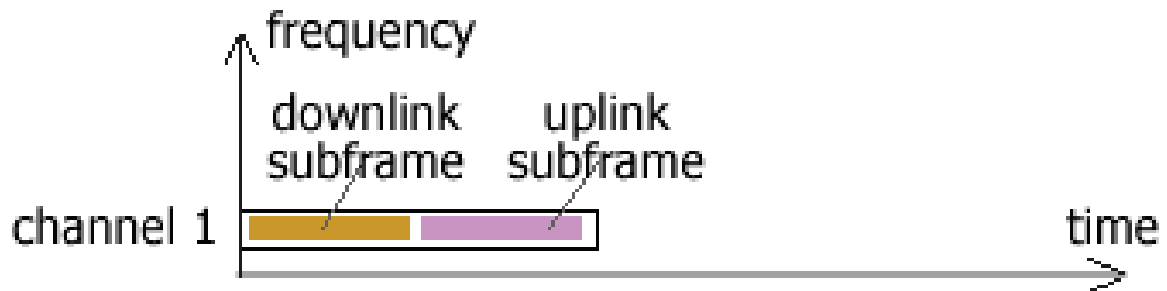 frequency
downlink
subframe
uplink
subframe
channel 1
time